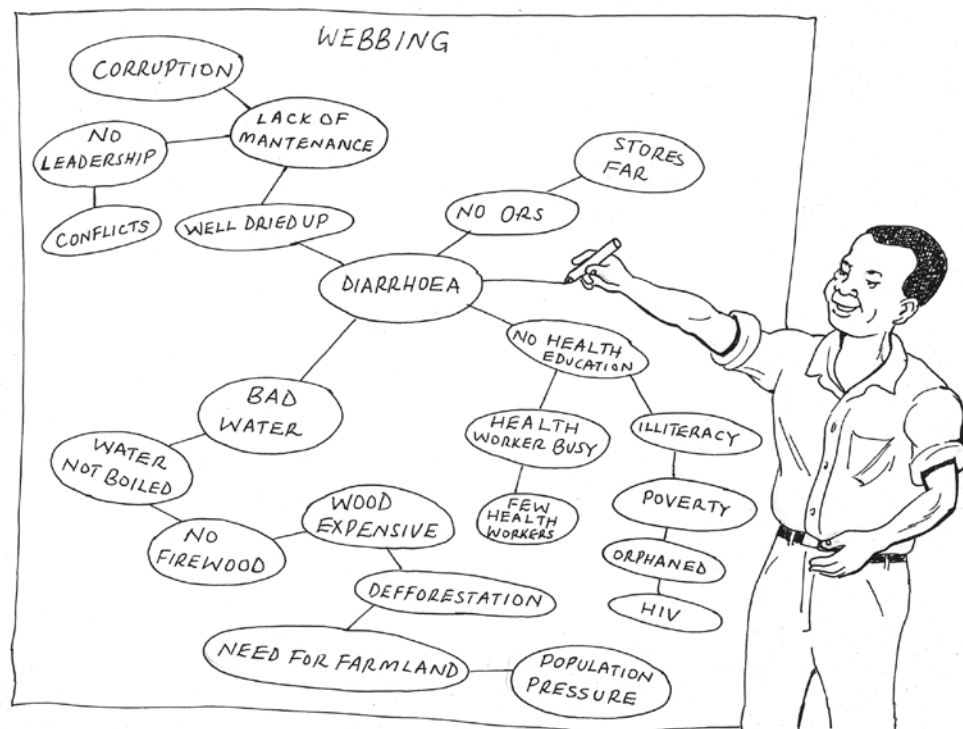 WEBBING
CORRUPTION
LACK OF
MANTENANCE
NO
LEADERSHIP
CONFLICTS
WELL DRIED UP
STORES
FAR
NO ORS
DIARRHOEA
NO HEALTH
EDUCATION
BAD
WATER
WATER
NOT BOILED
NO
FIREWOOD
WOOD
EXPENSIVE
DEFFORESTATION
NEED FOR FARMLAND
POPULATION
PRESSURE
HEALTH
WORKER BUSY
FEW
HEALTH
WORKERS
ILLITERACY
POVERTY
ORPHANED
HIV